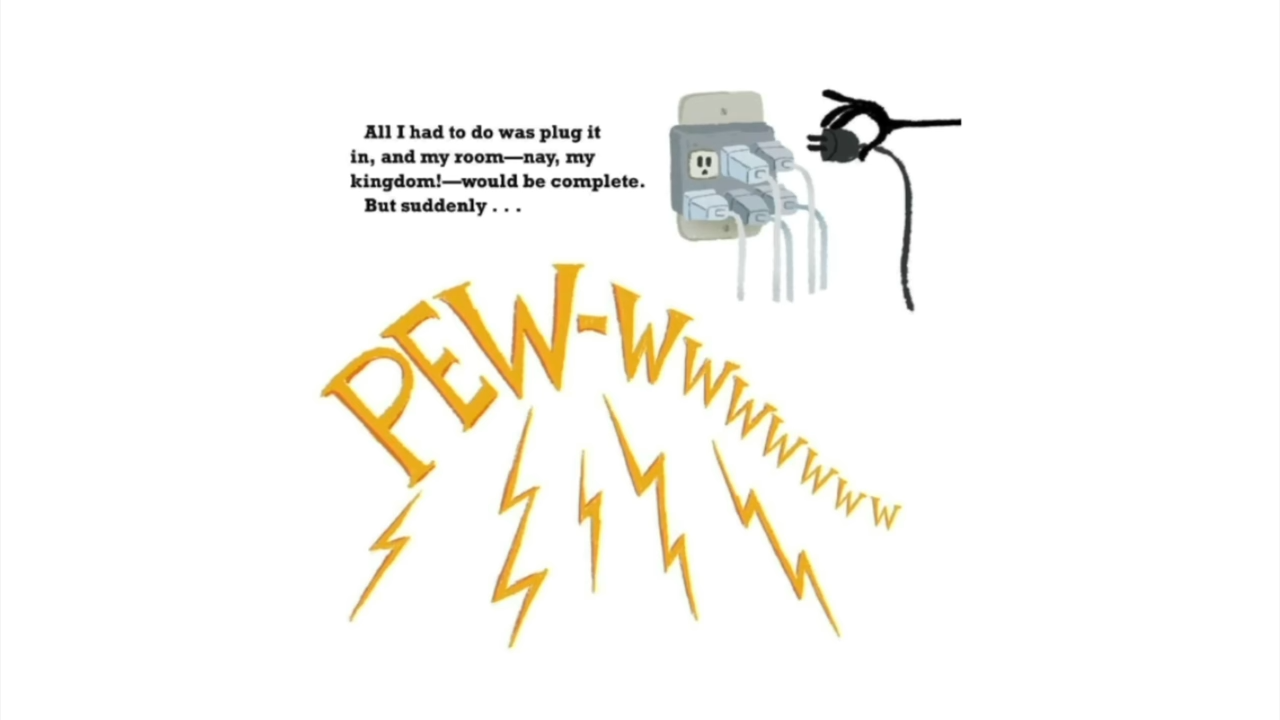 All I had to do was plug it
in, and my room—nay, my
kingdom!—would be complete.
But suddenly . . .
PEW-WWWWWWW